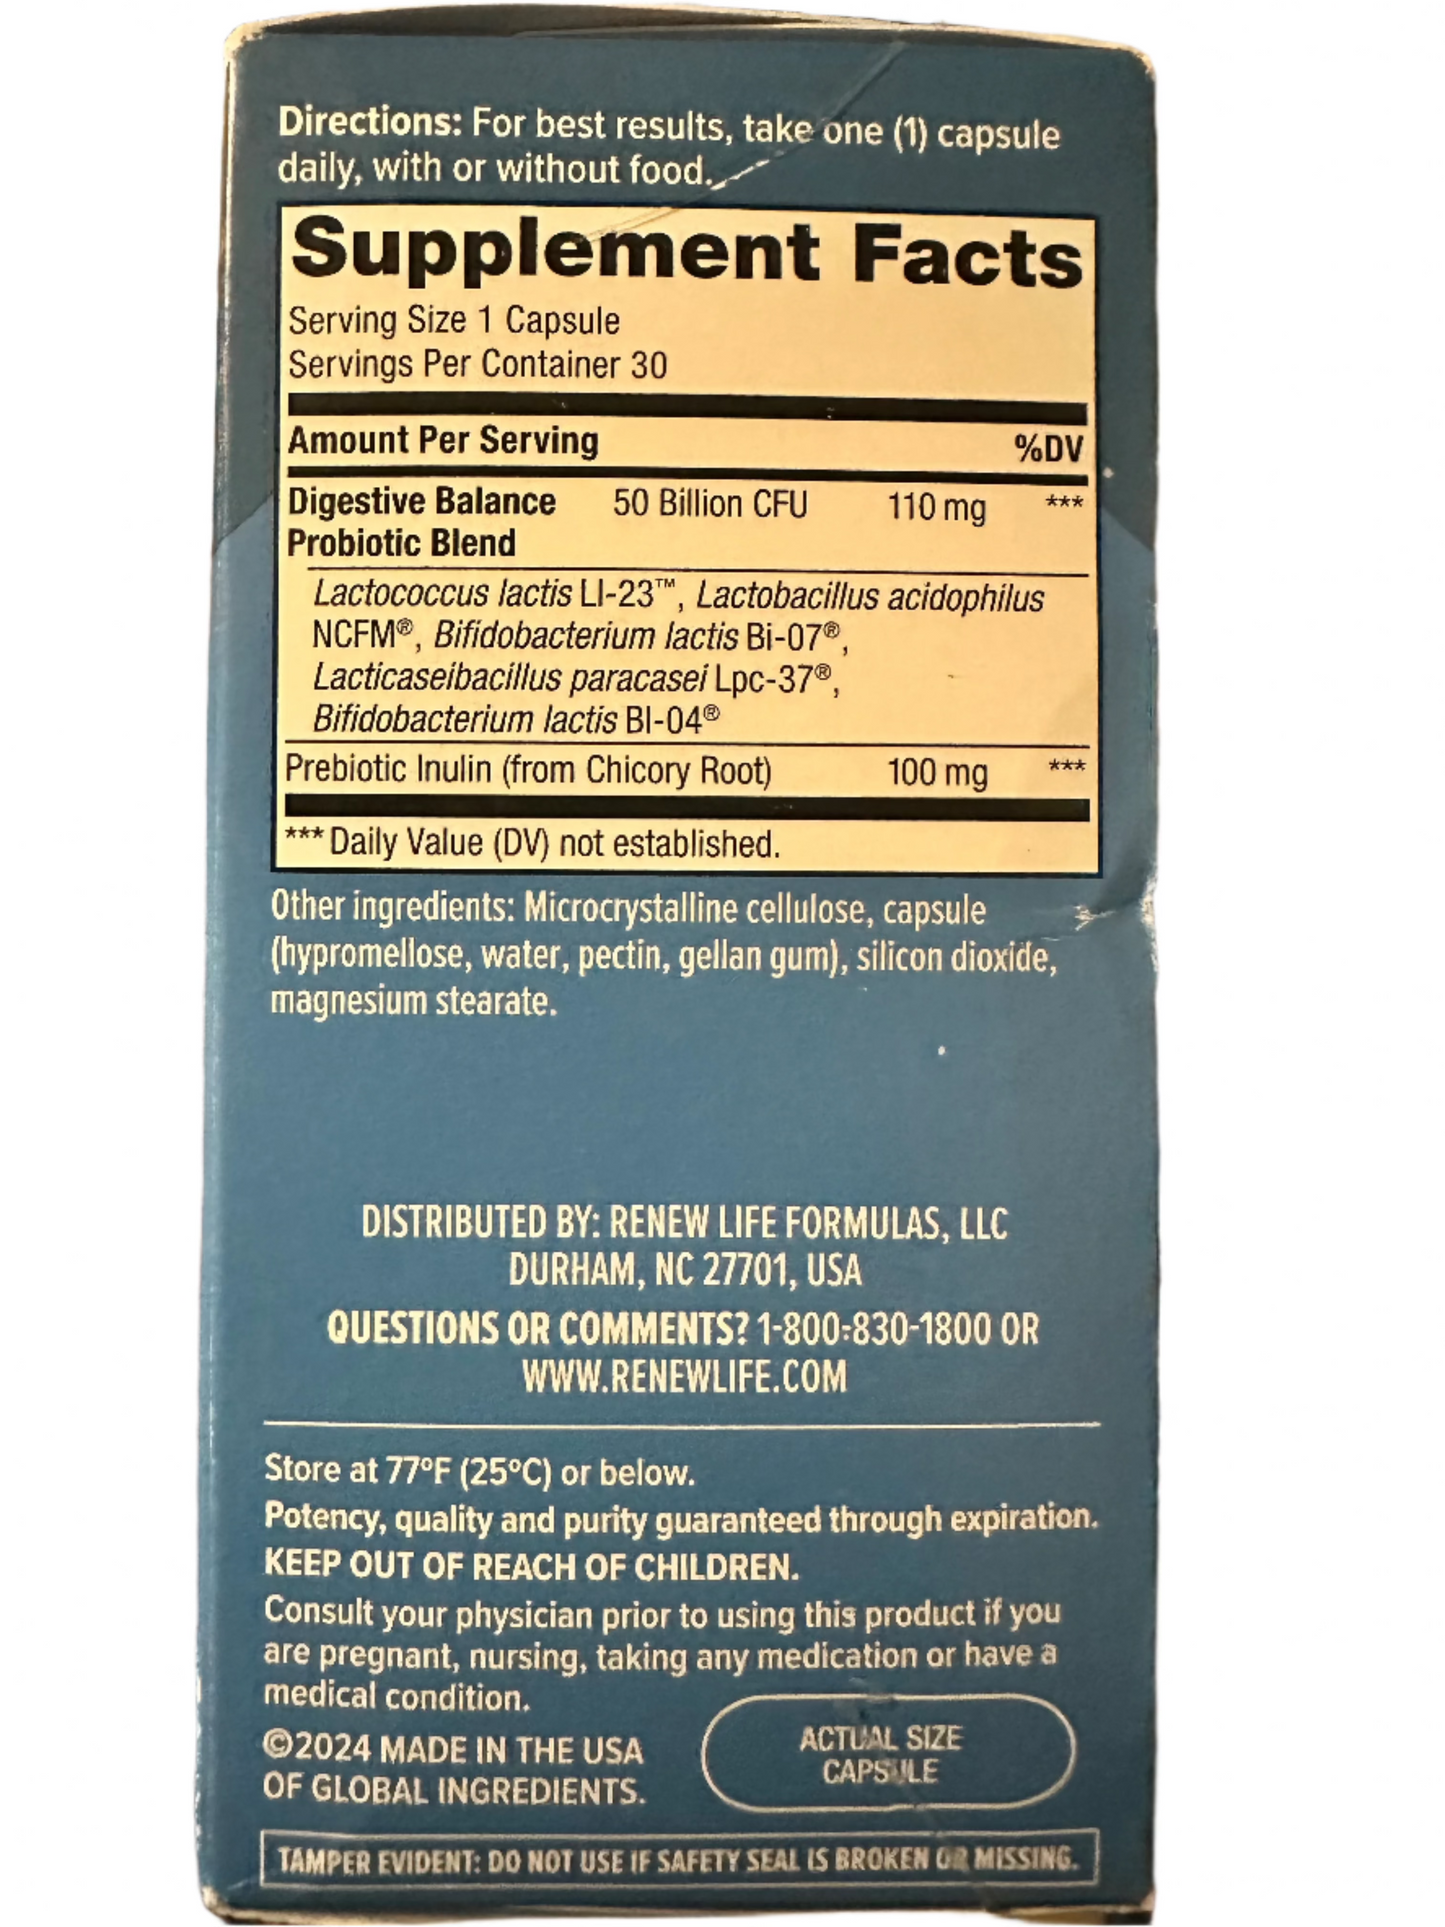 Directions: For best results, take one (1) capsule
daily, with or without food.
Supplement Facts
Serving Size 1 Capsule
Servings Per Container 30
Amount Per Serving %DV
Digestive Balance 50 Billion CFU 110 mg ***
Probiotic Blend
Lactococcus lactis Ll-23™, Lactobacillus acidophilus
NCFM®, Bifidobacterium lactis Bi-07®,
Lacticaseibacillus paracasei Lpc-37®,
Bifidobacterium lactis Bl-04®
Prebiotic Inulin (from Chicory Root) 100 mg ***
*** Daily Value (DV) not established.
Other ingredients: Microcrystalline cellulose, capsule
(hypromellose, water, pectin, gellan gum), silicon dioxide,
magnesium stearate.
DISTRIBUTED BY: RENEW LIFE FORMULAS, LLC
DURHAM, NC 27701, USA
QUESTIONS OR COMMENTS? 1-800-830-1800 OR
WWW.RENEWLIFE.COM
Store at 77°F (25°C) or below.
Potency, quality and purity guaranteed through expiration.
KEEP OUT OF REACH OF CHILDREN.
Consult your physician prior to using this product if you
are pregnant, nursing, taking any medication or have a
medical condition.
©2024 MADE IN THE USA
OF GLOBAL INGREDIENTS.
ACTUAL SIZE
CAPSULE
TAMPER EVIDENT: DO NOT USE IF SAFETY SEAL IS BROKEN OR MISSING.